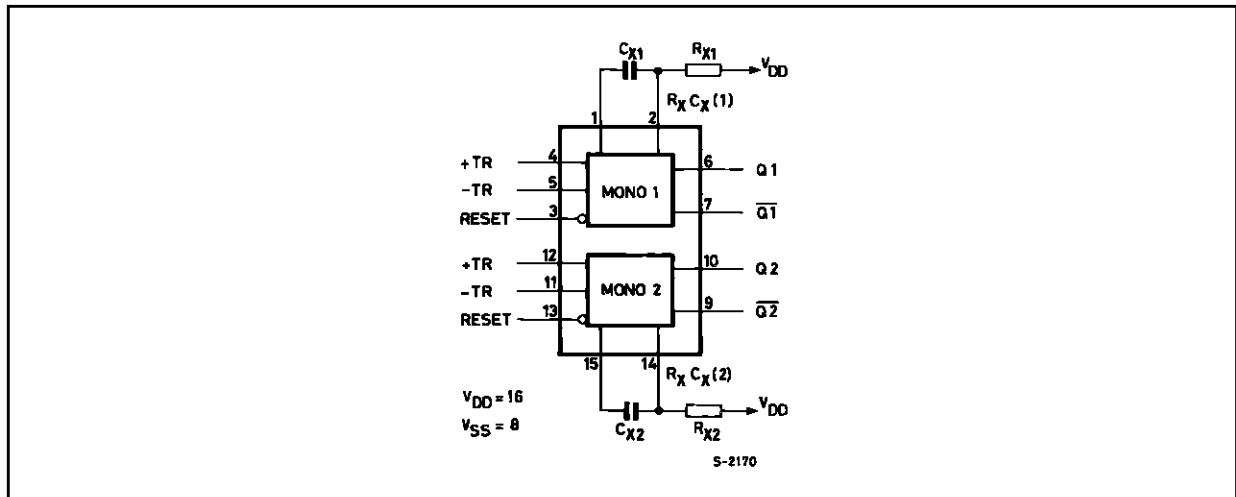 CX1 RX1 VDD
RX CX(1)
1 2
+TR 4 6 Q1
-TR 5 MONO 1
RESET 3 7 Q1
+TR 12 10 Q2
-TR 11 MONO 2
RESET 13 9 Q2
15 14 RX CX(2)
VDD = 16
VSS = 8
CX2 RX2 VDD
S-2170